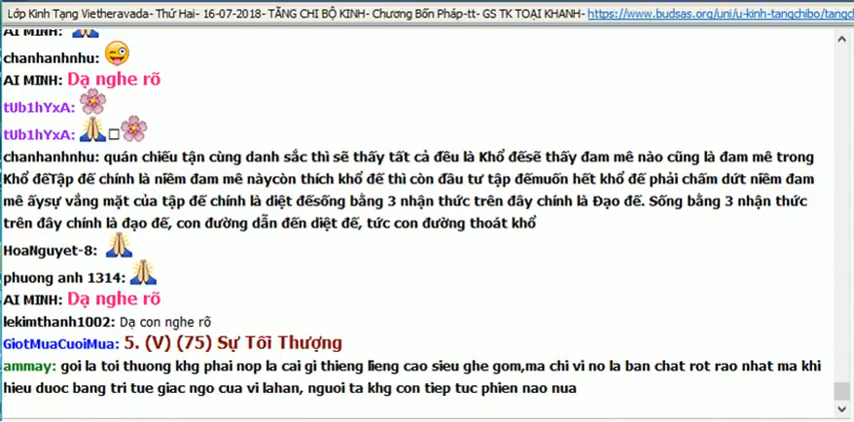 Lớp Kinh Tạng Vietheravada- Thứ Hai- 16-07-2018- TĂNG CHI BỘ KINH- Chương Bốn Pháp-tt- GS TK TOẠI KHANH- https://www.budsas.org/uni/u-kinh-tangchibo/tangc
AI MINH:
chanhanhnhu:
AI MINH: Dạ nghe rõ
tUb1hYxA:
tUb1hYxA:
chanhanhnhu: quán chiếu tận cùng danh sắc thì sẽ thấy tất cả đều là Khổ đếsẽ thấy đam mê nào cũng là đam mê trong
Khổ đếTập đế chính là niềm đam mê nàycòn thích khổ đế thì còn đầu tư tập đếmuốn hết khổ đế phải chấm dứt niềm đam
mê ấysự vắng mặt của tập đế chính là diệt đếsống bằng 3 nhận thức trên đây chính là Đạo đế. Sống bằng 3 nhận thức
trên đây chính là đạo đế, con đường dẫn đến diệt đế, tức con đường thoát khổ
HoaNguyet-8:
phuong anh 1314:
AI MINH: Dạ nghe rõ
lekimthanh1002: Dạ con nghe rõ
GiotMuaCuoiMua: 5. (V) (75) Sự Tối Thượng
ammay: goi la toi thuong khg phai nop la cai gi thieng lieng cao sieu ghe gom,ma chi vi no la ban chat rot rao nhat ma khi
hieu duoc bang tri tue giac ngo cua vi lahan, nguoi ta khg con tiep tuc phien nao nua